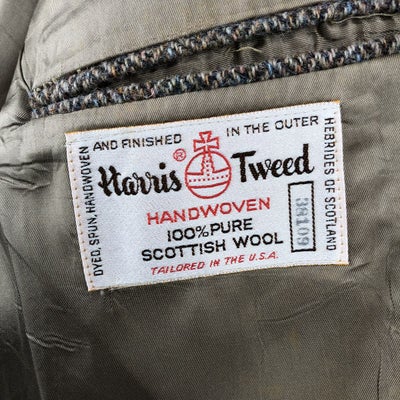 DYED, SPUN, HANDWOVEN
AND FINISHED
IN THE OUTER
HEBRIDES OF SCOTLAND
Harris Tweed
®
HANDWOVEN
100% PURE
SCOTTISH WOOL
TAILORED IN THE U.S.A.
38109